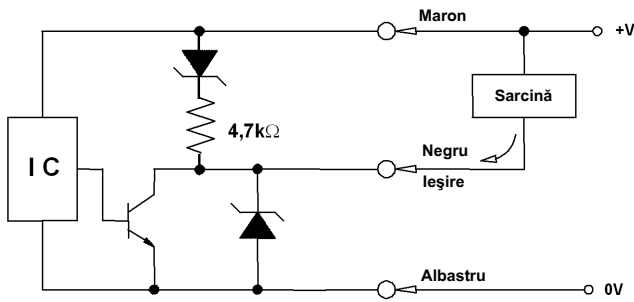 Maron
+V
Sarcină
4,7kΩ
I C
Negru
Ieşire
Albastru
0V